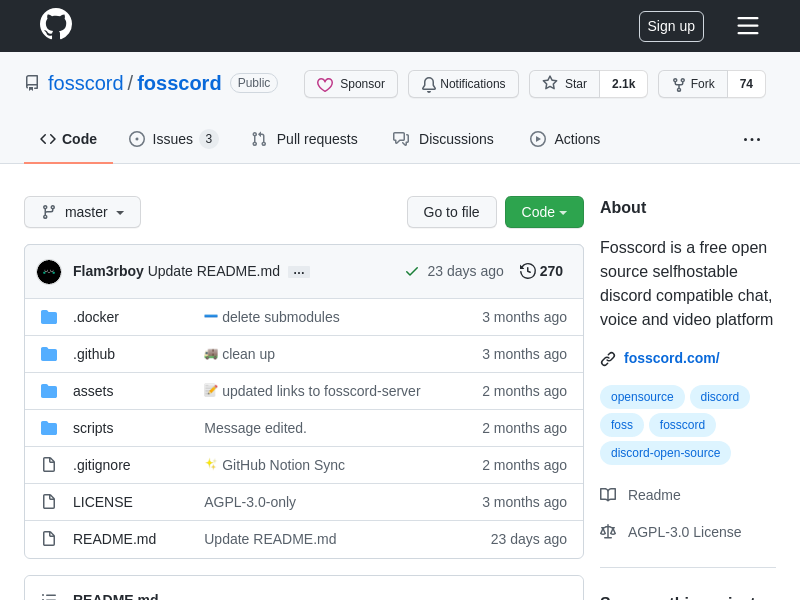 Sign up
fosscord / fosscord Public
Sponsor
Notifications
Star 2.1k
Fork 74
Code
Issues 3
Pull requests
Discussions
Actions
master
Go to file
Code
Flam3rboy Update README.md ... 23 days ago 270
.docker delete submodules 3 months ago
.github clean up 3 months ago
assets updated links to fosscord-server 2 months ago
scripts Message edited. 2 months ago
.gitignore GitHub Notion Sync 2 months ago
LICENSE AGPL-3.0-only 3 months ago
README.md Update README.md 23 days ago
README.md
About
Fosscord is a free open
source selfhostable
discord compatible chat,
voice and video platform
fosscord.com/
opensource discord
foss fosscord
discord-open-source
Readme
AGPL-3.0 License